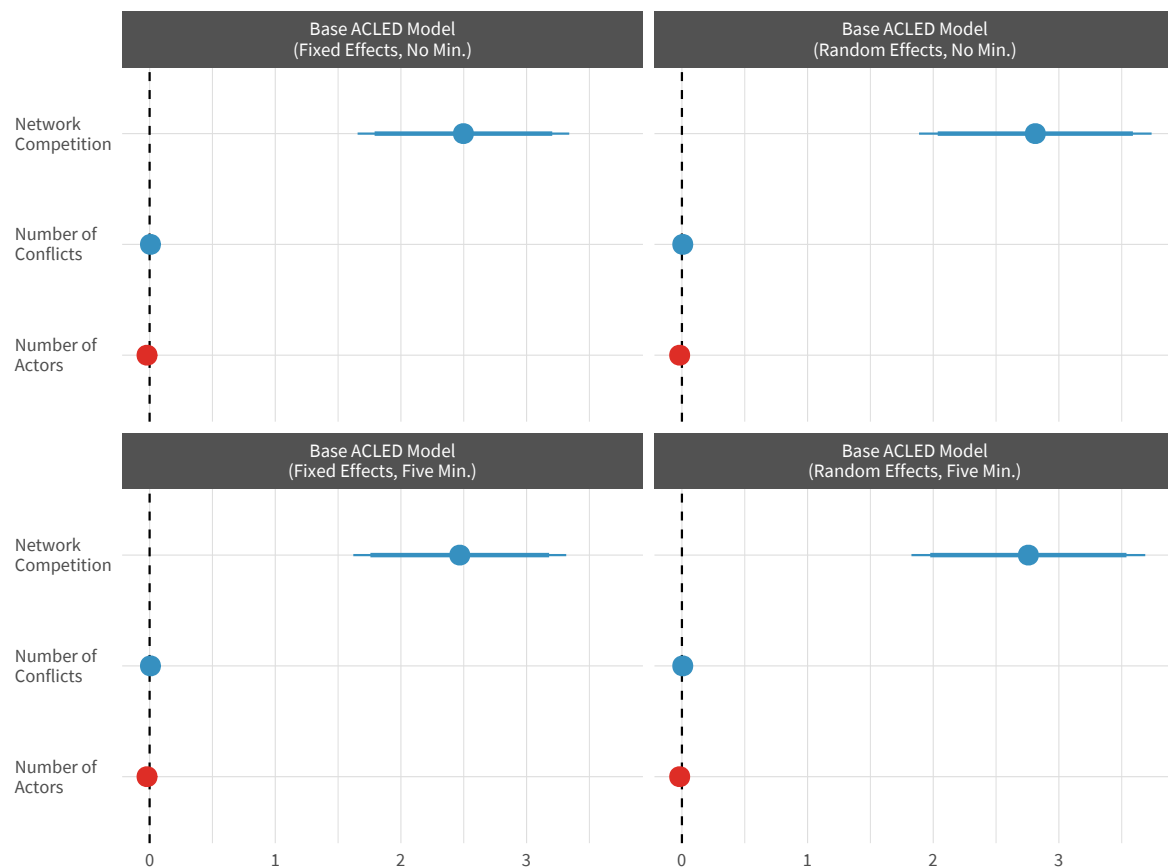 Base ACLED Model
(Fixed Effects, No Min.)
Base ACLED Model
(Random Effects, No Min.)
Network
Competition
Number of
Conflicts
Number of
Actors
Base ACLED Model
(Fixed Effects, Five Min.)
Base ACLED Model
(Random Effects, Five Min.)
Network
Competition
Number of
Conflicts
Number of
Actors
0 1 2 3 0 1 2 3